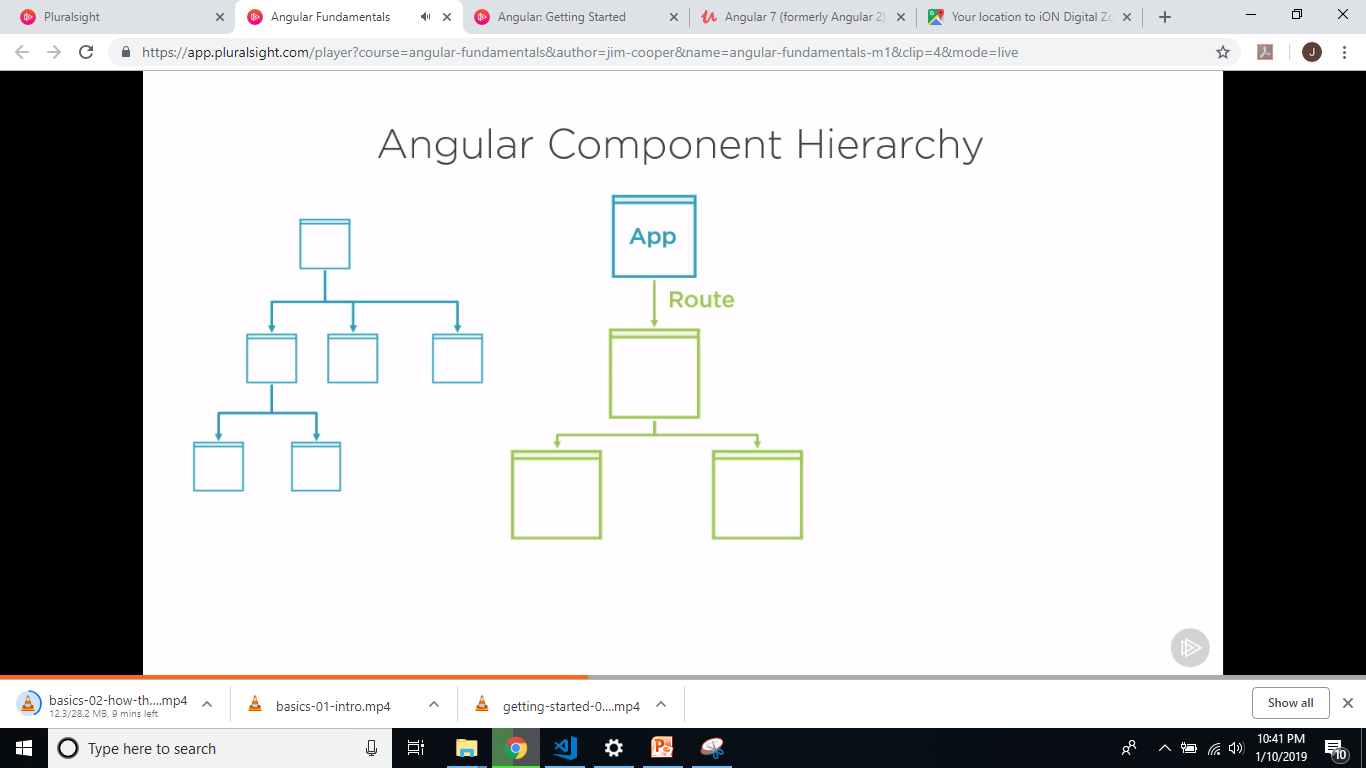 Pluralsight
Angular Fundamentals
Angular: Getting Started
Angular 7 (formerly Angular 2)
Your location to iON Digital Zo
https://app.pluralsight.com/player?course=angular-fundamentals&author=jim-cooper&name=angular-fundamentals-m1&clip=4&mode=live
J
Angular Component Hierarchy
App
Route
basics-02-how-th....mp4
12.3/28.2 MB, 9 mins left
basics-01-intro.mp4
getting-started-0....mp4
Show all
Type here to search
10:41 PM
1/10/2019
10